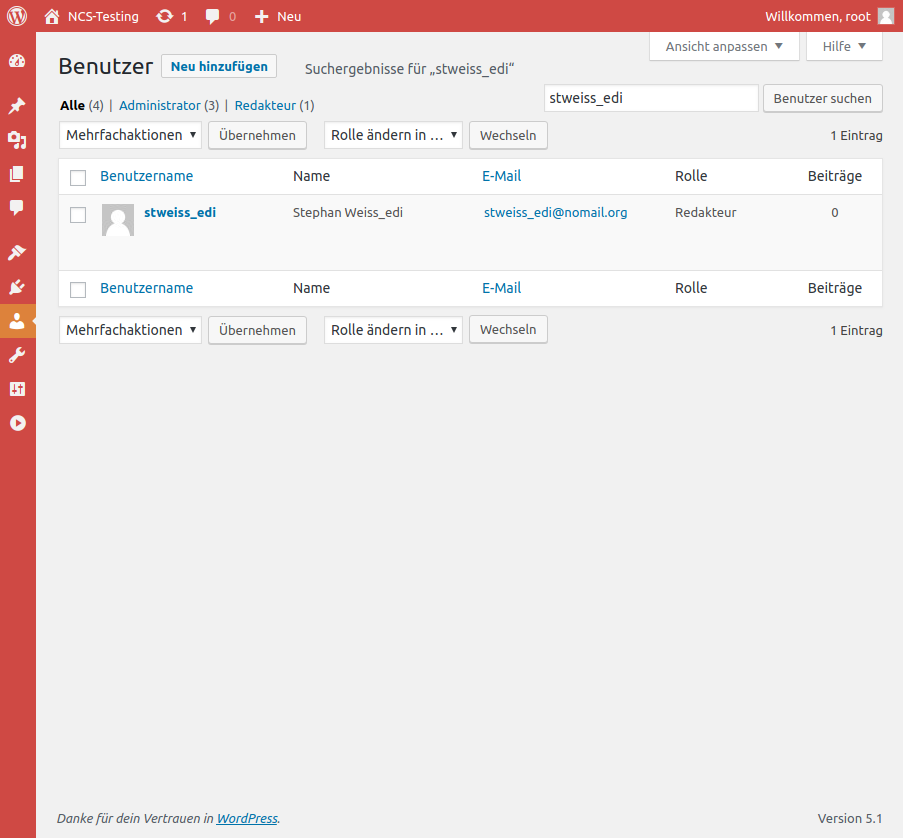 NCS-Testing 1 0 Neu Willkommen, root
Ansicht anpassen Hilfe
Benutzer Neu hinzufügen Suchergebnisse für „stweiss_edi“
stweiss_edi Benutzer suchen
Alle (4) | Administrator (3) | Redakteur (1)
Mehrfachaktionen Übernehmen Rolle ändern in … Wechseln 1 Eintrag
Benutzername Name E-Mail Rolle Beiträge
stweiss_edi Stephan Weiss_edi stweiss_edi@nomail.org Redakteur 0
Benutzername Name E-Mail Rolle Beiträge
Mehrfachaktionen Übernehmen Rolle ändern in … Wechseln 1 Eintrag
Danke für dein Vertrauen in WordPress. Version 5.1